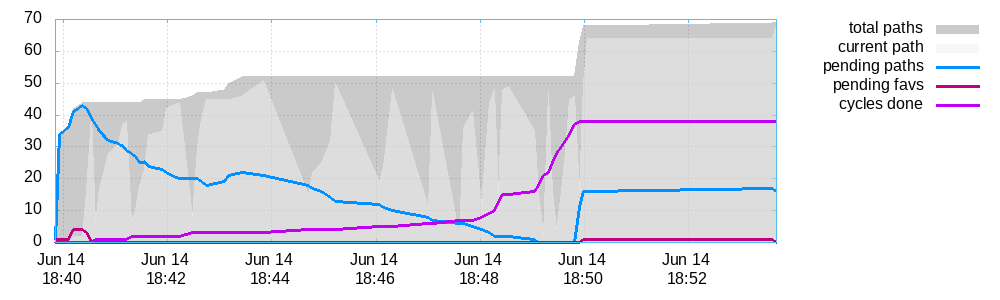 70
60
50
40
30
20
10
0
Jun 14
18:40
Jun 14
18:42
Jun 14
18:44
Jun 14
18:46
Jun 14
18:48
Jun 14
18:50
Jun 14
18:52
total paths
current path
pending paths
pending favs
cycles done